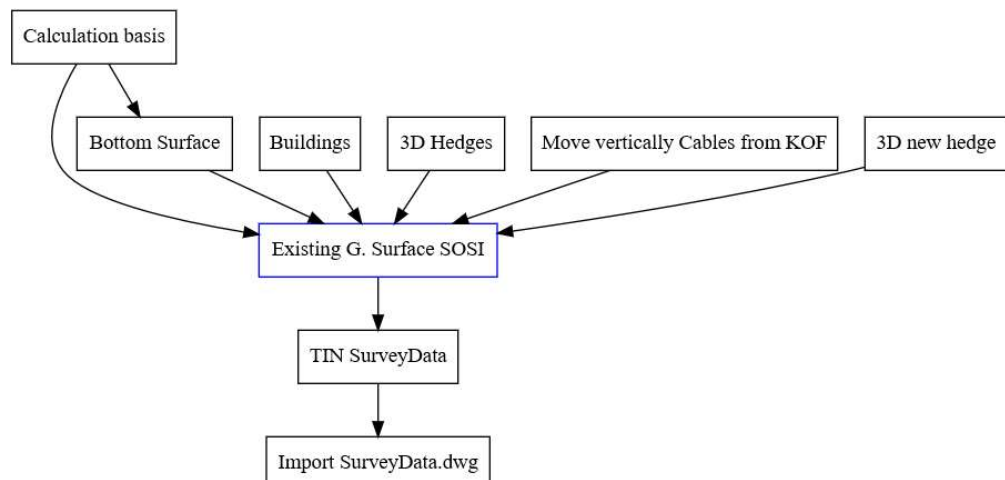 Calculation basis
Bottom Surface
Buildings
3D Hedges
Move vertically Cables from KOF
3D new hedge
Existing G. Surface SOSI
TIN SurveyData
Import SurveyData.dwg